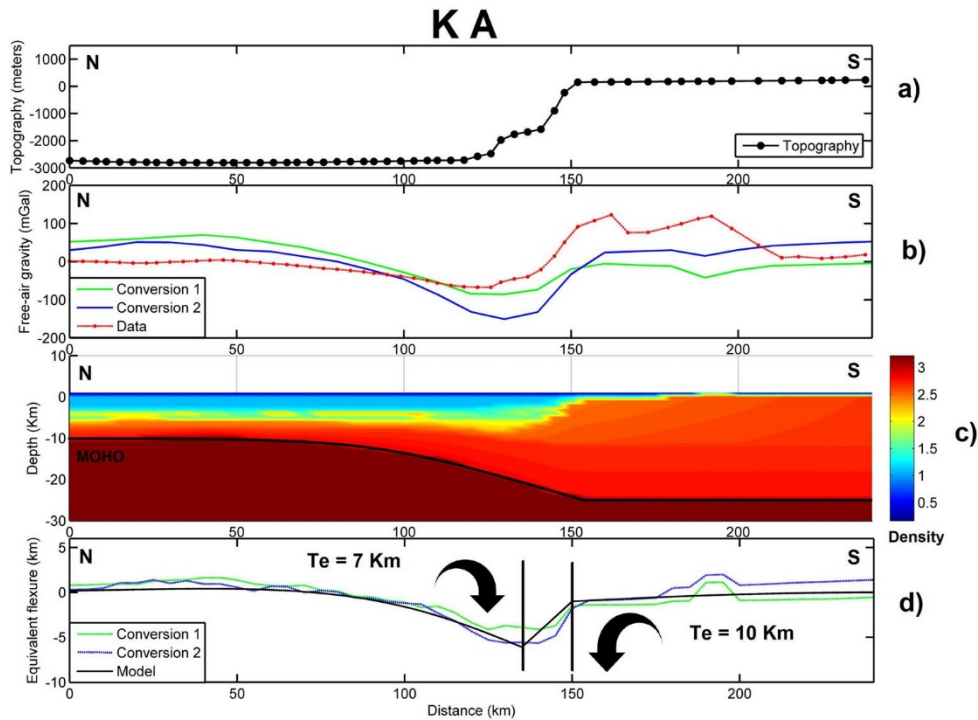 K A
N
S
1000
0
-1000
-2000
-3000
Topography (meters)
Topography
0
50
100
150
200
a)
200
100
0
-100
-200
Free-air gravity (mGal)
N
S
Conversion 1
Conversion 2
Data
0
50
100
150
200
b)
10
0
-10
-20
-30
Depth (Km)
N
S
MOHO
0
50
100
150
200
3
2.5
2
1.5
1
0.5
Density
c)
5
0
-5
-10
Equivalent flexure (km)
N
S
Te = 7 Km
Te = 10 Km
Conversion 1
Conversion 2
Model
0
50
100
150
200
Distance (km)
d)